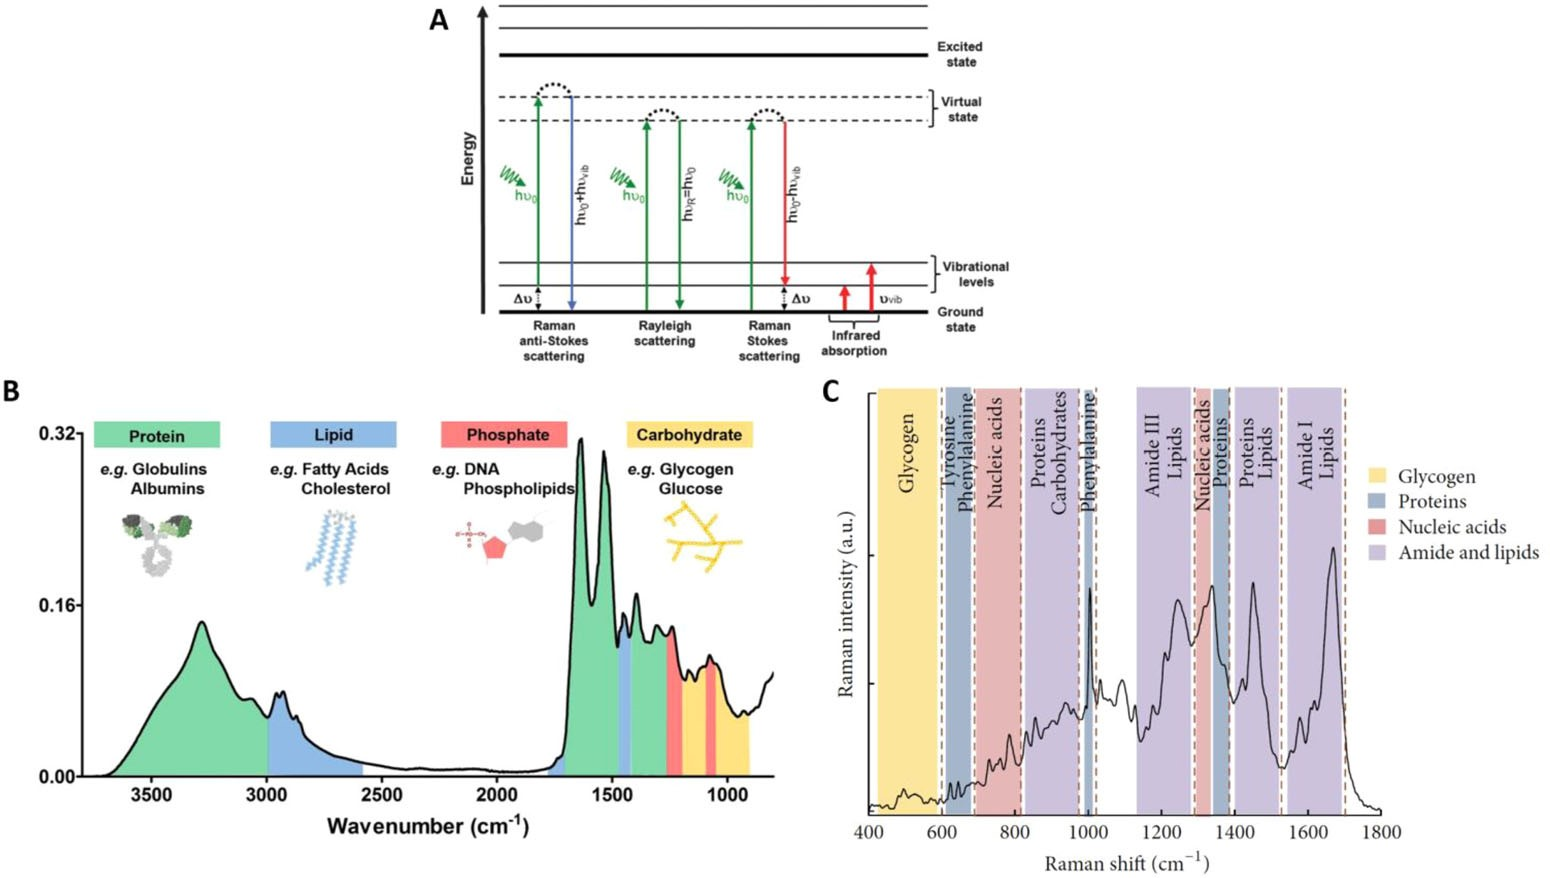 A
Energy
Excited
state
Virtual
state
Vibrational
levels
Ground
state
hυ0
hυ0+hυvib
hυ0
hυR=hυ0
hυ0
hυ0-hυvib
Δυ
Δυ
υvib
Raman
anti-Stokes
scattering
Rayleigh
scattering
Raman
Stokes
scattering
Infrared
absorption
B
Protein
e.g. Globulins
Albumins
Lipid
e.g. Fatty Acids
Cholesterol
Phosphate
e.g. DNA
Phospholipids
Carbohydrate
e.g. Glycogen
Glucose
0.32
0.16
0.00
3500 3000 2500 2000 1500 1000
Wavenumber (cm-1)
C
Raman intensity (a.u.)
Glycogen
Tyrosine
Phenylalanine
Nucleic acids
Proteins
Carbohydrates
Phenylalanine
Amide III
Lipids
Nucleic acids
Proteins
Proteins
Lipids
Amide I
Lipids
Glycogen
Proteins
Nucleic acids
Amide and lipids
400 600 800 1000 1200 1400 1600 1800
Raman shift (cm−1)